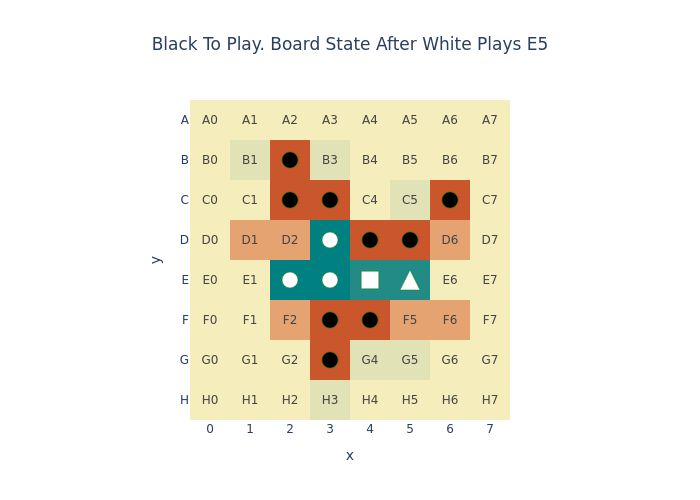 Black To Play. Board State After White Plays E5
A A0 A1 A2 A3 A4 A5 A6 A7
B B0 B1 B3 B4 B5 B6 B7
C C0 C1 C4 C5 C7
D D0 D1 D2 D6 D7
E E0 E1 E6 E7
F F0 F1 F2 F5 F6 F7
G G0 G1 G2 G4 G5 G6 G7
H H0 H1 H2 H3 H4 H5 H6 H7
0 1 2 3 4 5 6 7
x
y